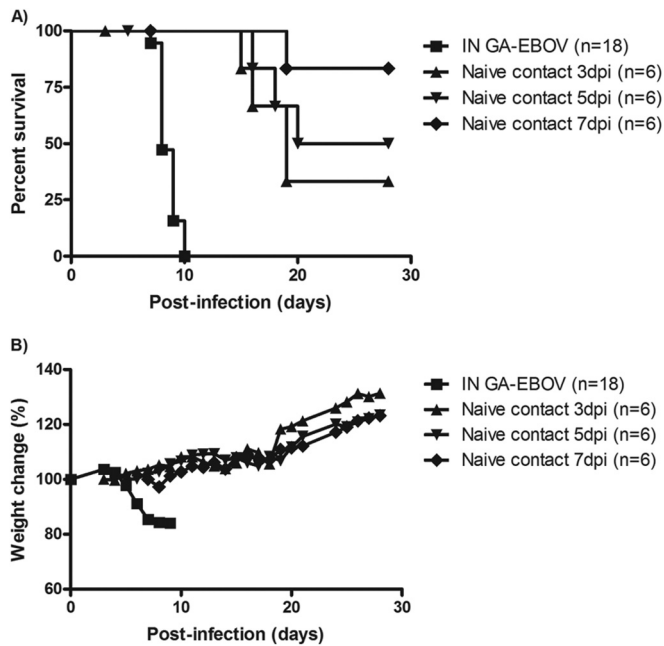 A)
100
75
50
25
0
Percent survival
0 10 20 30
Post-infection (days)
IN GA-EBOV (n=18)
Naive contact 3dpi (n=6)
Naive contact 5dpi (n=6)
Naive contact 7dpi (n=6)
B)
140
120
100
80
60
Weight change (%)
0 10 20 30
Post-infection (days)
IN GA-EBOV (n=18)
Naive contact 3dpi (n=6)
Naive contact 5dpi (n=6)
Naive contact 7dpi (n=6)